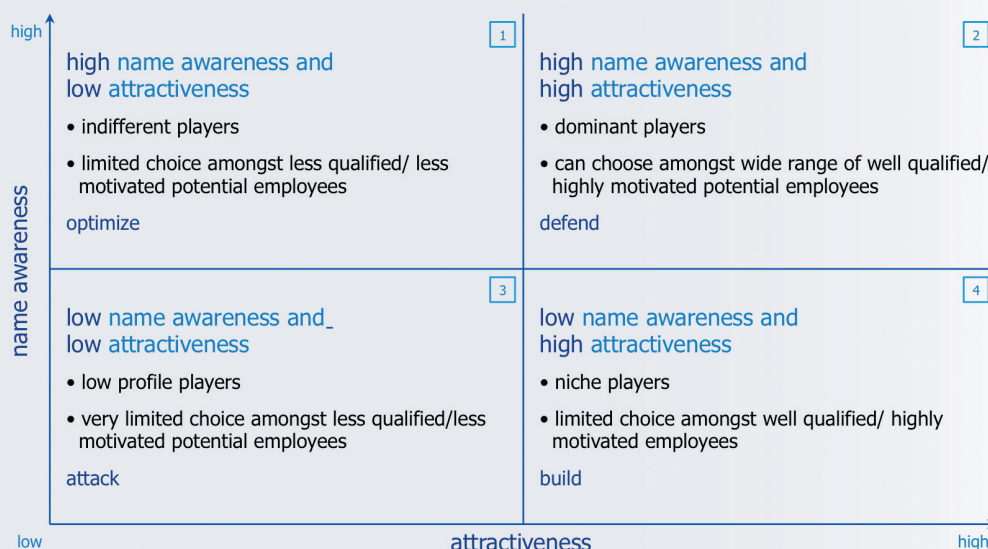 high
name awareness
1
high name awareness and
low attractiveness
• indifferent players
• limited choice amongst less qualified/ less
motivated potential employees
optimize
2
high name awareness and
high attractiveness
• dominant players
• can choose amongst wide range of well qualified/
highly motivated potential employees
defend
3
low name awareness and_
low attractiveness
• low profile players
• very limited choice amongst less qualified/less
motivated potential employees
attack
4
low name awareness and
high attractiveness
• niche players
• limited choice amongst well qualified/ highly
motivated employees
build
low
attractiveness
high